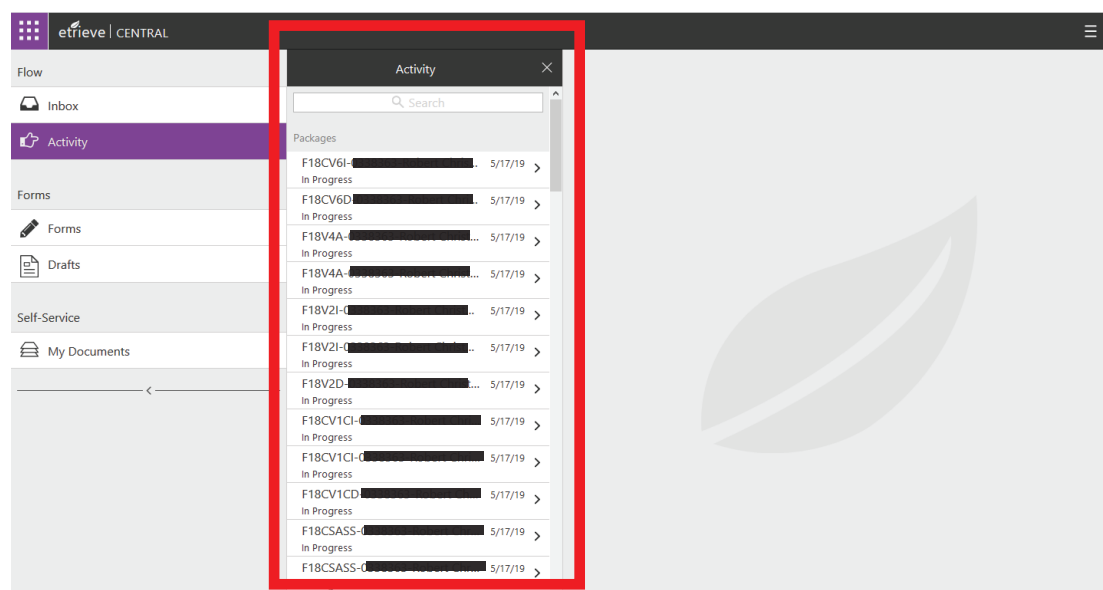 etrieve | CENTRAL
Flow
Inbox
Activity
Forms
Forms
Drafts
Self-Service
My Documents
Activity
Search
Packages
F18CV6I- 5/17/19
In Progress
F18CV6D- 5/17/19
In Progress
F18V4A- ... 5/17/19
In Progress
F18V4A- ... 5/17/19
In Progress
F18V2I- 5/17/19
In Progress
F18V2I- 5/17/19
In Progress
F18V2D- ... 5/17/19
In Progress
F18CV1CI- 5/17/19
In Progress
F18CV1CI- 5/17/19
In Progress
F18CV1CD- 5/17/19
In Progress
F18CSASS- 5/17/19
In Progress
F18CSASS- 5/17/19